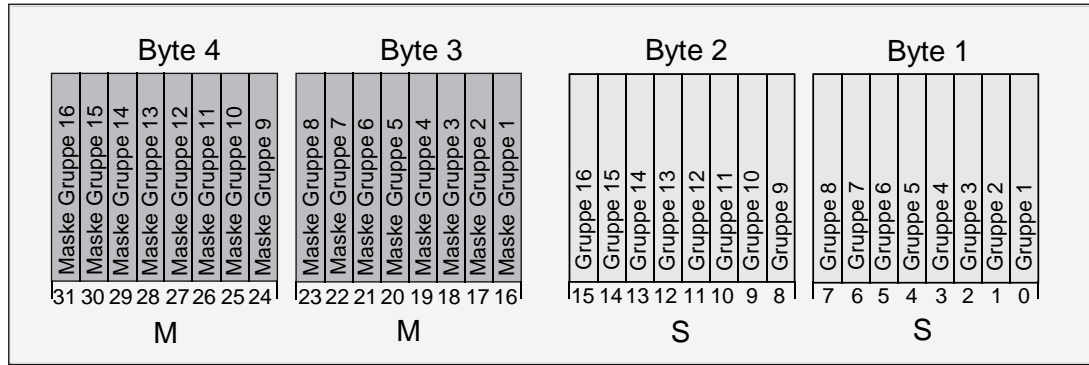 Byte 4
Byte 3
Byte 2
Byte 1
Maske Gruppe 16
Maske Gruppe 15
Maske Gruppe 14
Maske Gruppe 13
Maske Gruppe 12
Maske Gruppe 11
Maske Gruppe 10
Maske Gruppe 9
Maske Gruppe 8
Maske Gruppe 7
Maske Gruppe 6
Maske Gruppe 5
Maske Gruppe 4
Maske Gruppe 3
Maske Gruppe 2
Maske Gruppe 1
Gruppe 16
Gruppe 15
Gruppe 14
Gruppe 13
Gruppe 12
Gruppe 11
Gruppe 10
Gruppe 9
Gruppe 8
Gruppe 7
Gruppe 6
Gruppe 5
Gruppe 4
Gruppe 3
Gruppe 2
Gruppe 1
31 30 29 28 27 26 25 24
23 22 21 20 19 18 17 16
15 14 13 12 11 10 9 8
7 6 5 4 3 2 1 0
M
M
S
S